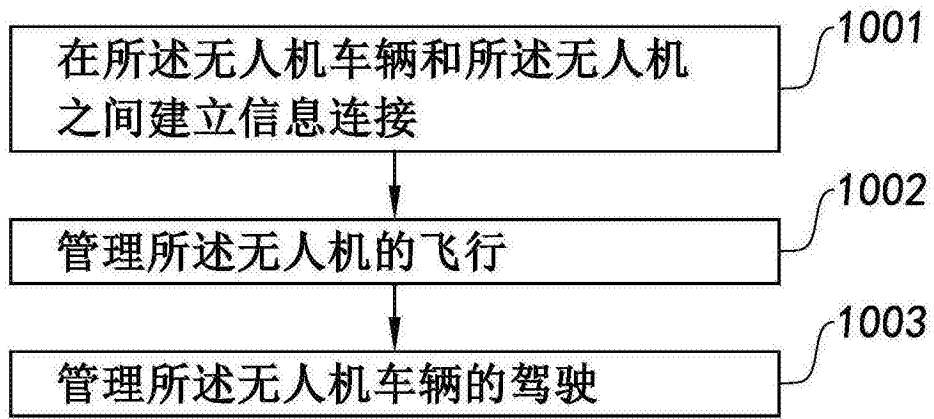 1001
在所述无人机车辆和所述无人机
之间建立信息连接
1002
管理所述无人机的飞行
1003
管理所述无人机车辆的驾驶